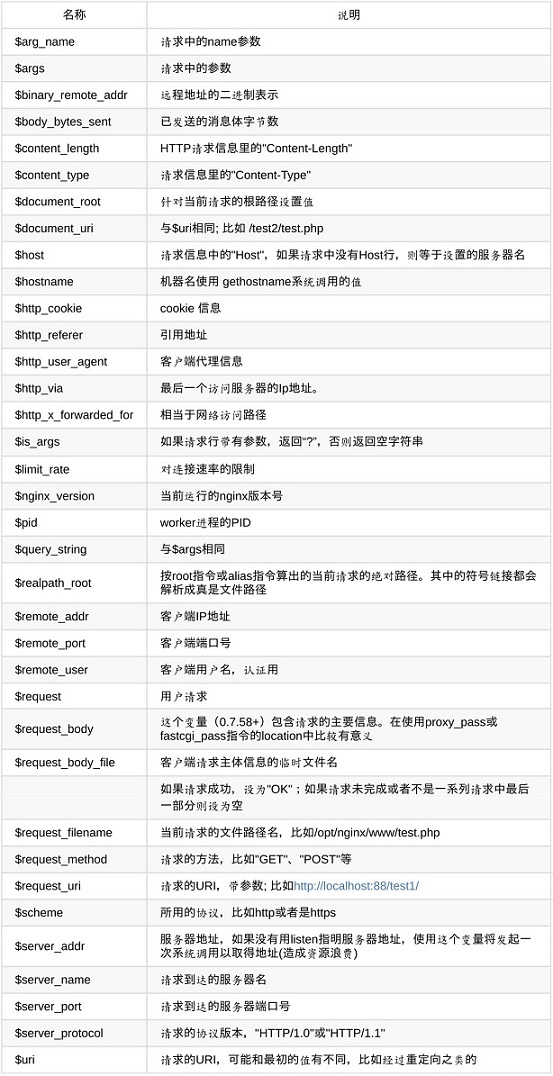 名称 说明
$arg_name 请求中的name参数
$args 请求中的参数
$binary_remote_addr 远程地址的二进制表示
$body_bytes_sent 已发送的消息体字节数
$content_length HTTP请求信息里的"Content-Length"
$content_type 请求信息里的"Content-Type"
$document_root 针对当前请求的根路径设置值
$document_uri 与$uri相同; 比如 /test2/test.php
$host 请求信息中的"Host"，如果请求中没有Host行，则等于设置的服务器名
$hostname 机器名使用 gethostname系统调用的值
$http_cookie cookie 信息
$http_referer 引用地址
$http_user_agent 客户端代理信息
$http_via 最后一个访问服务器的Ip地址。
$http_x_forwarded_for 相当于网络访问路径
$is_args 如果请求行带有参数，返回“?”，否则返回空字符串
$limit_rate 对连接速率的限制
$nginx_version 当前运行的nginx版本号
$pid worker进程的PID
$query_string 与$args相同
$realpath_root 按root指令或alias指令算出的当前请求的绝对路径。其中的符号链接都会
解析成真是文件路径
$remote_addr 客户端IP地址
$remote_port 客户端端口号
$remote_user 客户端用户名，认证用
$request 用户请求
$request_body 这个变量（0.7.58+）包含请求的主要信息。在使用proxy_pass或
fastcgi_pass指令的location中比较有意义
$request_body_file 客户端请求主体信息的临时文件名
如果请求成功，设为"OK"；如果请求未完成或者不是一系列请求中最后
一部分则设为空
$request_filename 当前请求的文件路径名，比如/opt/nginx/www/test.php
$request_method 请求的方法，比如"GET"、"POST"等
$request_uri 请求的URI，带参数; 比如http://localhost:88/test1/
$scheme 所用的协议，比如http或者是https
$server_addr 服务器地址，如果没有用listen指明服务器地址，使用这个变量将发起一
次系统调用以取得地址(造成资源浪费)
$server_name 请求到达的服务器名
$server_port 请求到达的服务器端口号
$server_protocol 请求的协议版本，"HTTP/1.0"或"HTTP/1.1"
$uri 请求的URI，可能和最初的值有不同，比如经过重定向之类的